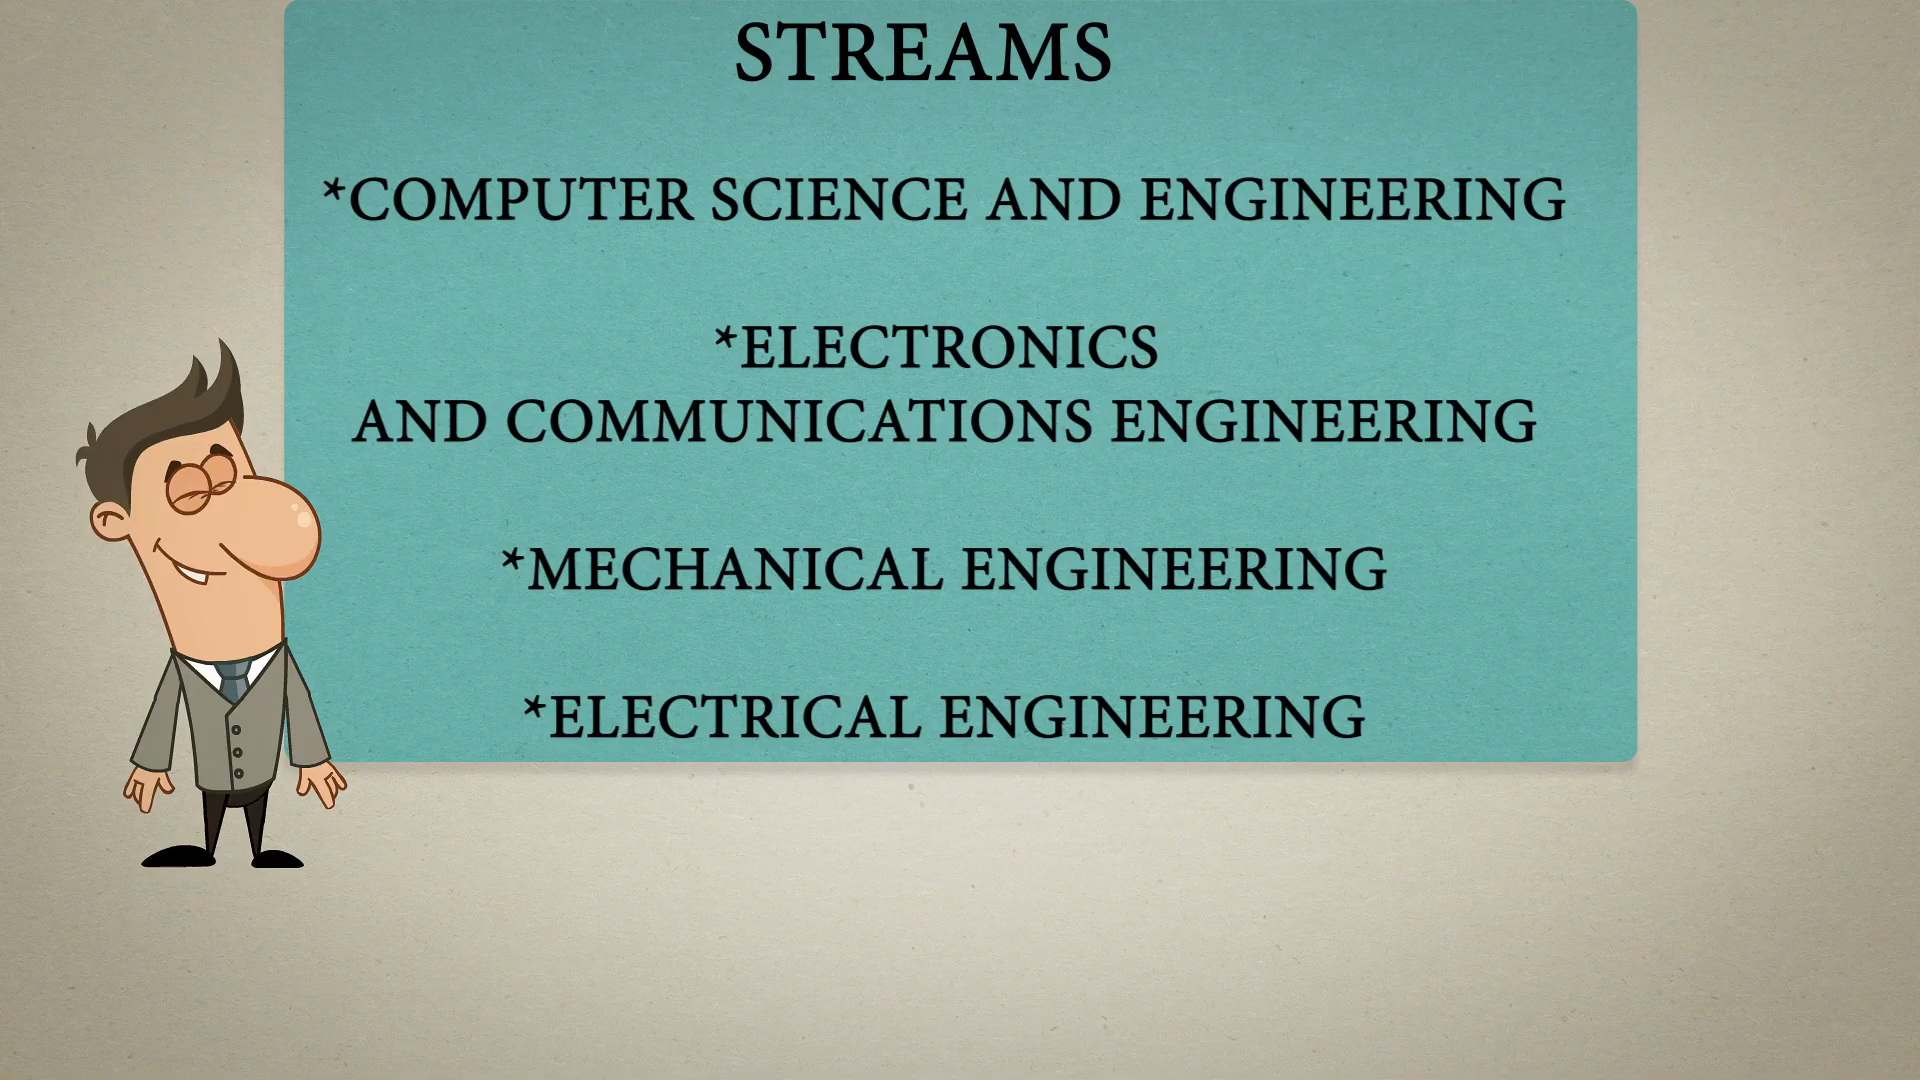 STREAMS
*COMPUTER SCIENCE AND ENGINEERING
*ELECTRONICS
AND COMMUNICATIONS ENGINEERING
*MECHANICAL ENGINEERING
*ELECTRICAL ENGINEERING